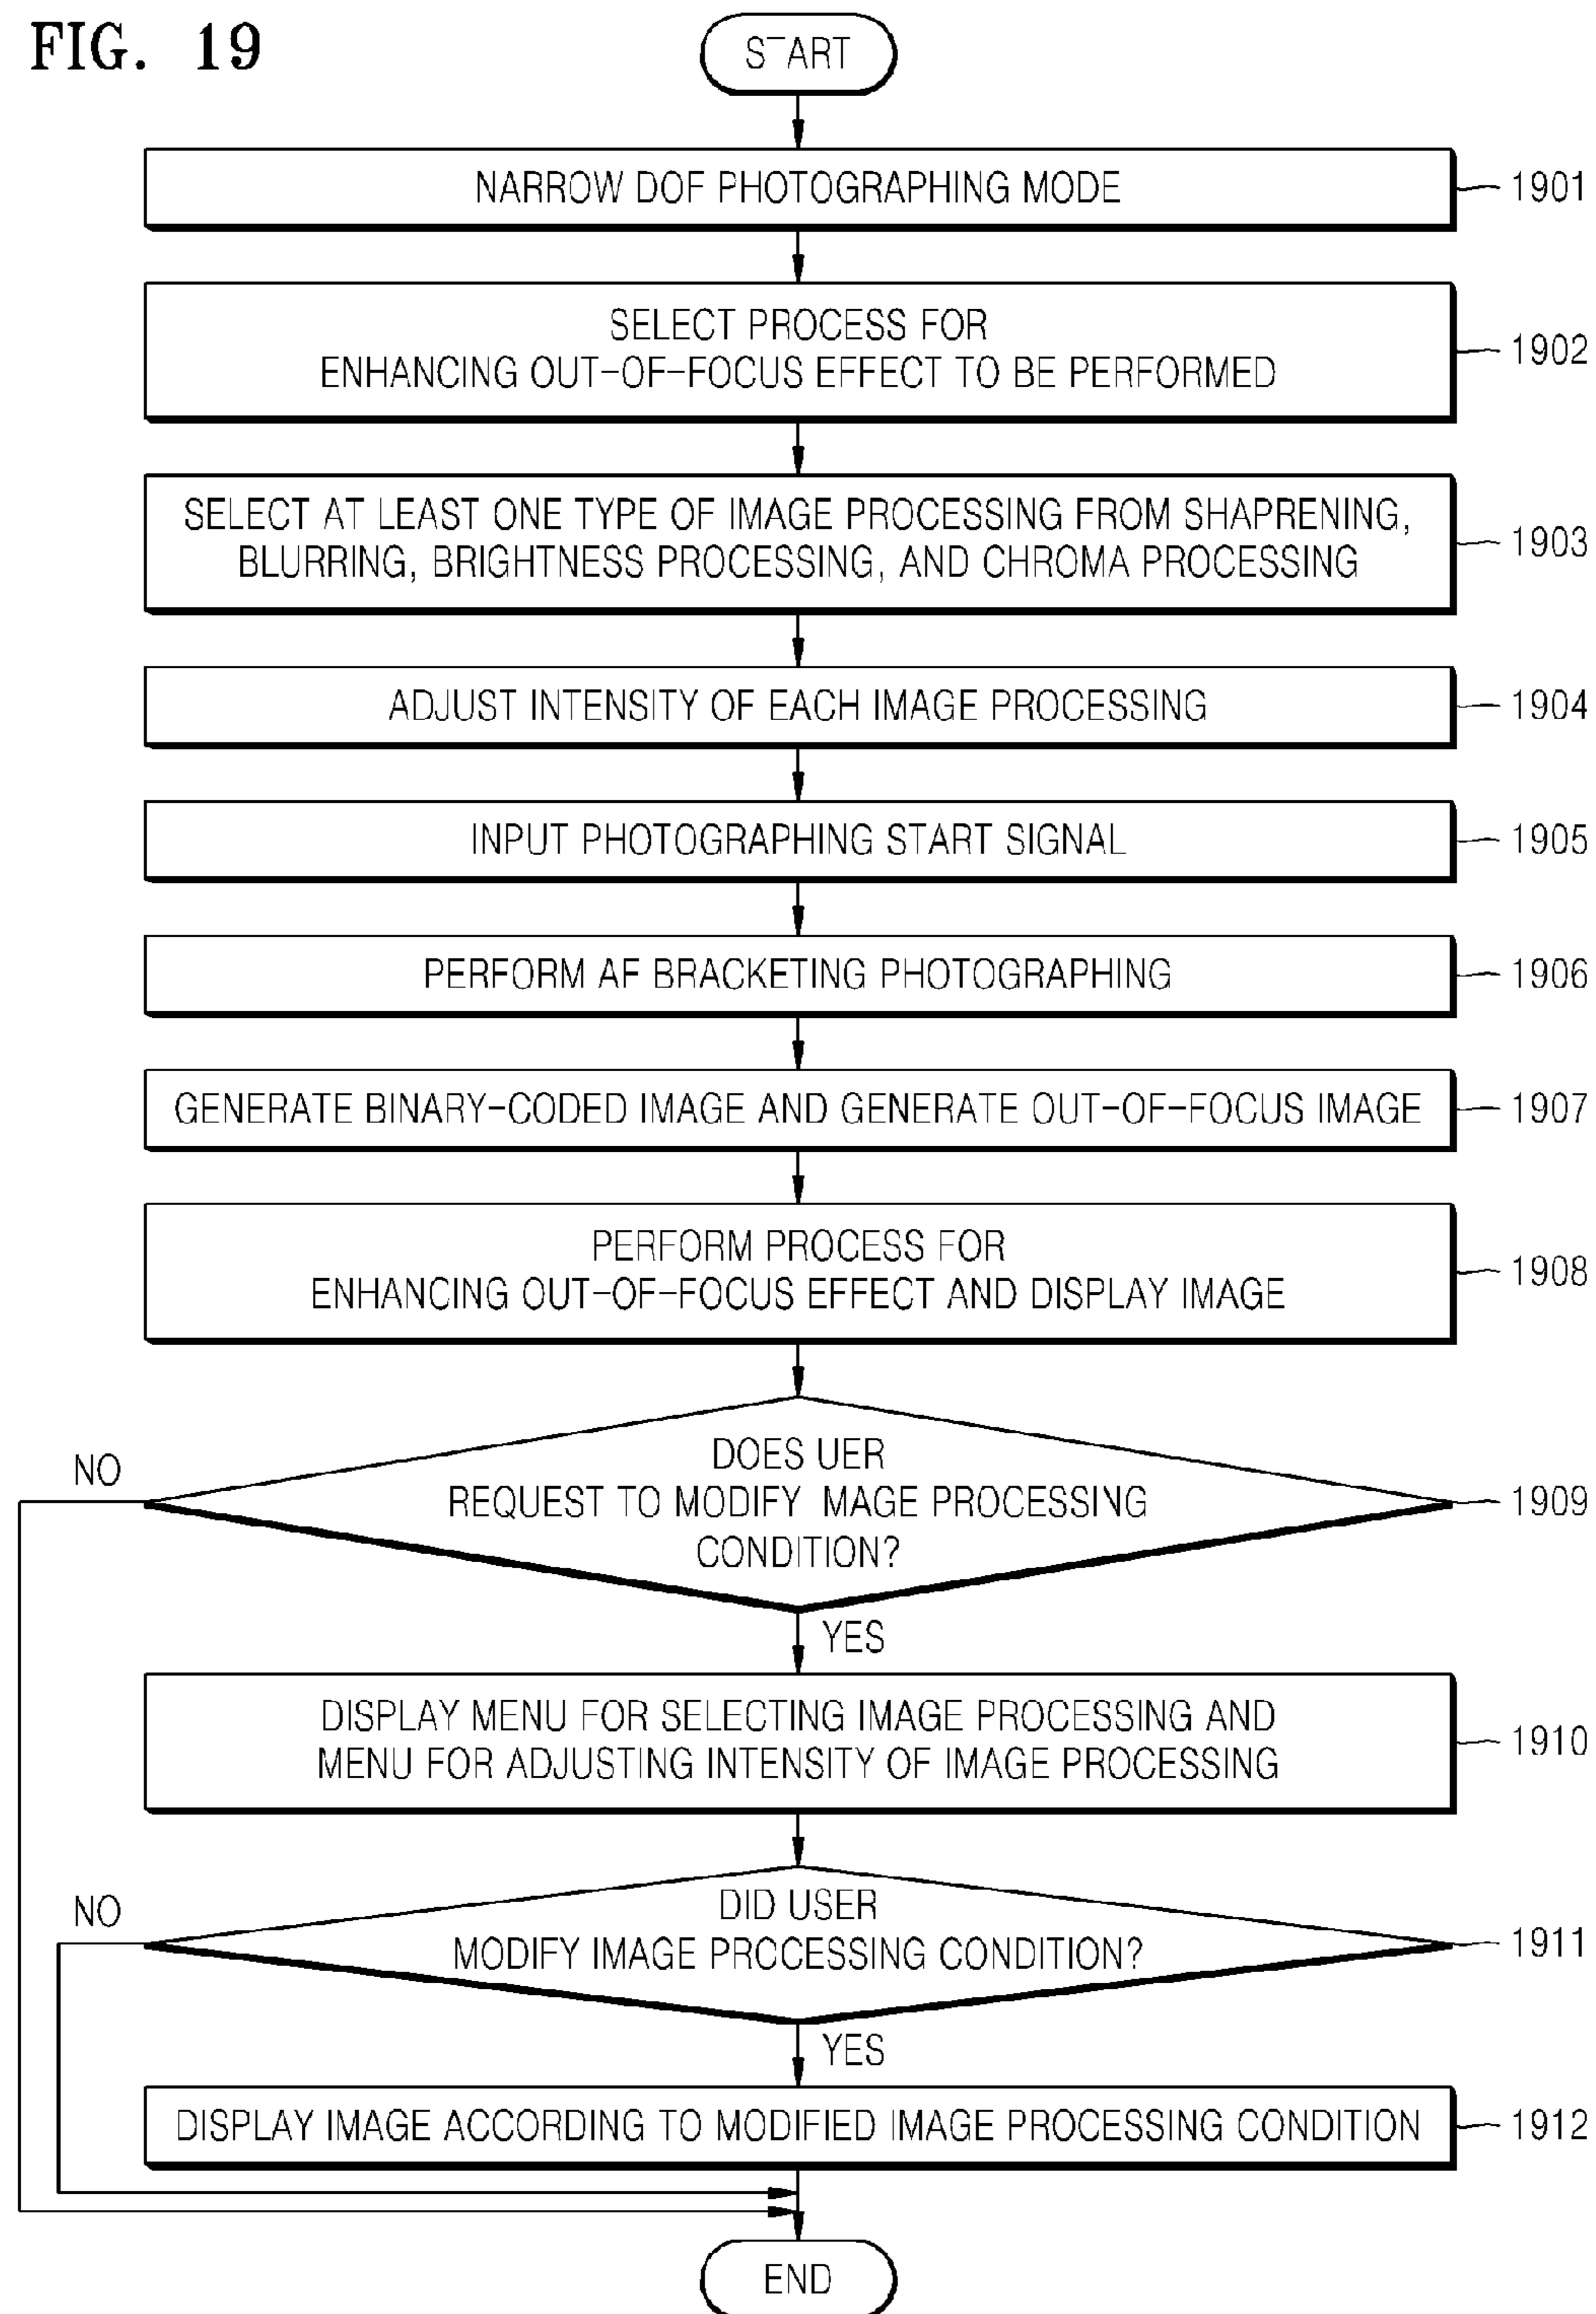 FIG. 19
START
NARROW DOF PHOTOGRAPHING MODE
1901
SELECT PROCESS FOR
ENHANCING OUT-OF-FOCUS EFFECT TO BE PERFORMED
1902
SELECT AT LEAST ONE TYPE OF IMAGE PROCESSING FROM SHAPRENING,
BLURRING, BRIGHTNESS PROCESSING, AND CHROMA PROCESSING
1903
ADJUST INTENSITY OF EACH IMAGE PROCESSING
1904
INPUT PHOTOGRAPHING START SIGNAL
1905
PERFORM AF BRACKETING PHOTOGRAPHING
1906
GENERATE BINARY-CODED IMAGE AND GENERATE OUT-OF-FOCUS IMAGE
1907
PERFORM PROCESS FOR
ENHANCING OUT-OF-FOCUS EFFECT AND DISPLAY IMAGE
1908
DOES UER
REQUEST TO MODIFY MAGE PROCESSING
CONDITION?
1909
NO
YES
DISPLAY MENU FOR SELECTING IMAGE PROCESSING AND
MENU FOR ADJUSTING INTENSITY OF IMAGE PROCESSING
1910
DID USER
MODIFY IMAGE PROCESSING CONDITION?
1911
NO
YES
DISPLAY IMAGE ACCORDING TO MODIFIED IMAGE PROCESSING CONDITION
1912
END